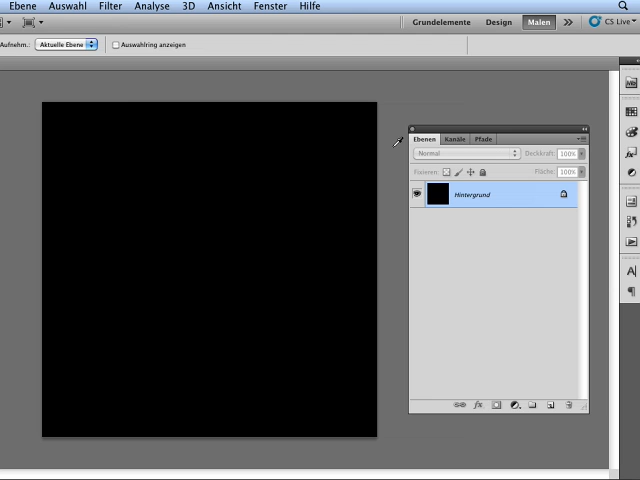 Ebene Auswahl Filter Analyse 3D Ansicht Fenster Hilfe
Grundelemente Design Malen CS Live
Aufnehm.: Aktuelle Ebene Auswahlring anzeigen
Ebenen Kanäle Pfade
Normal Deckkraft: 100%
Fixieren: Fläche: 100%
Hintergrund